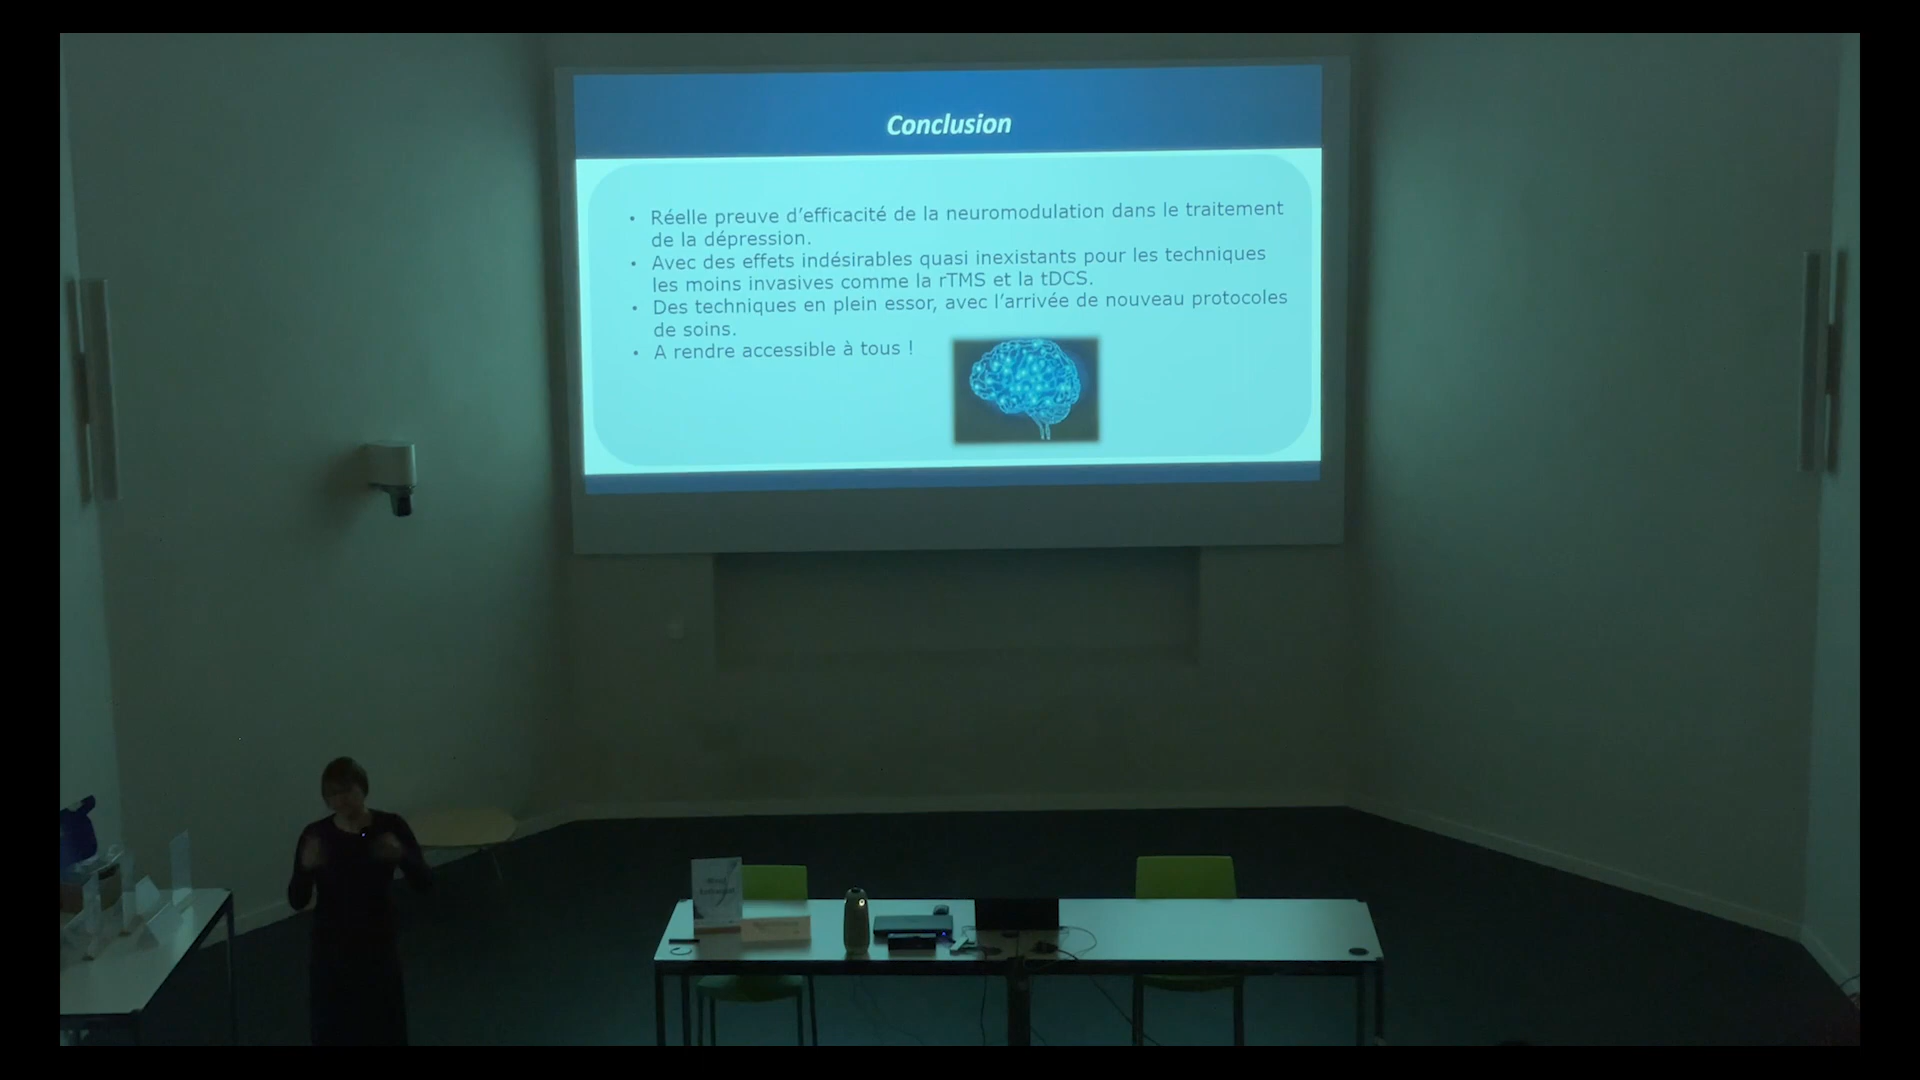 Conclusion
• Réelle preuve d’efficacité de la neuromodulation dans le traitement
de la dépression.
• Avec des effets indésirables quasi inexistants pour les techniques
les moins invasives comme la rTMS et la tDCS.
• Des techniques en plein essor, avec l’arrivée de nouveau protocoles
de soins.
• A rendre accessible à tous !